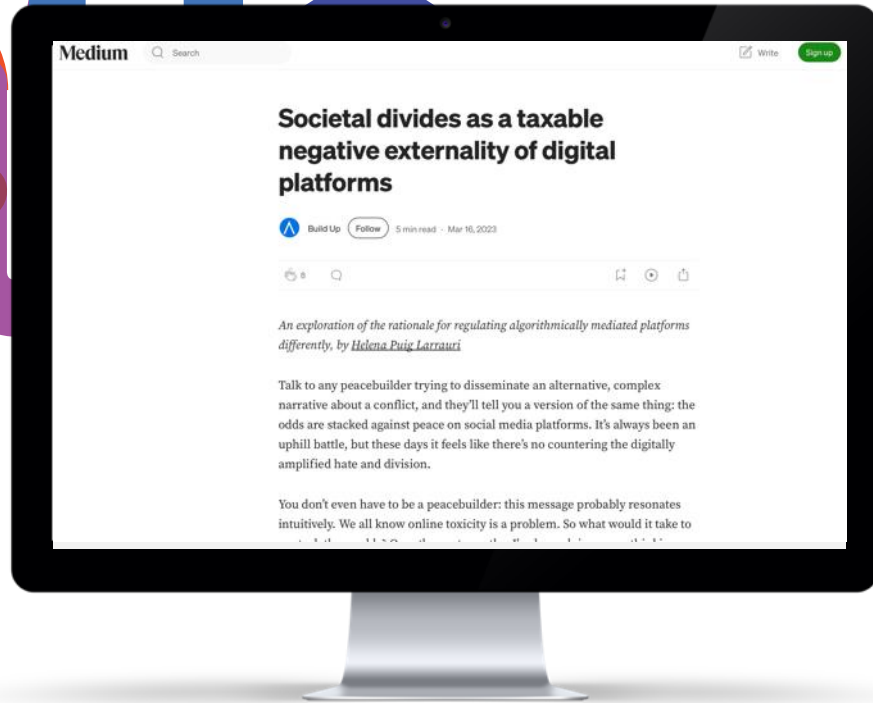 Medium
Search
Write
Sign up
Societal divides as a taxable
negative externality of digital
platforms
Build Up
Follow
5 min read · Mar 16, 2023
8
An exploration of the rationale for regulating algorithmically mediated platforms
differently, by Helena Puig Larrauri
Talk to any peacebuilder trying to disseminate an alternative, complex
narrative about a conflict, and they'll tell you a version of the same thing: the
odds are stacked against peace on social media platforms. It's always been an
uphill battle, but these days it feels like there's no countering the digitally
amplified hate and division.
You don't even have to be a peacebuilder: this message probably resonates
intuitively. We all know online toxicity is a problem. So what would it take to